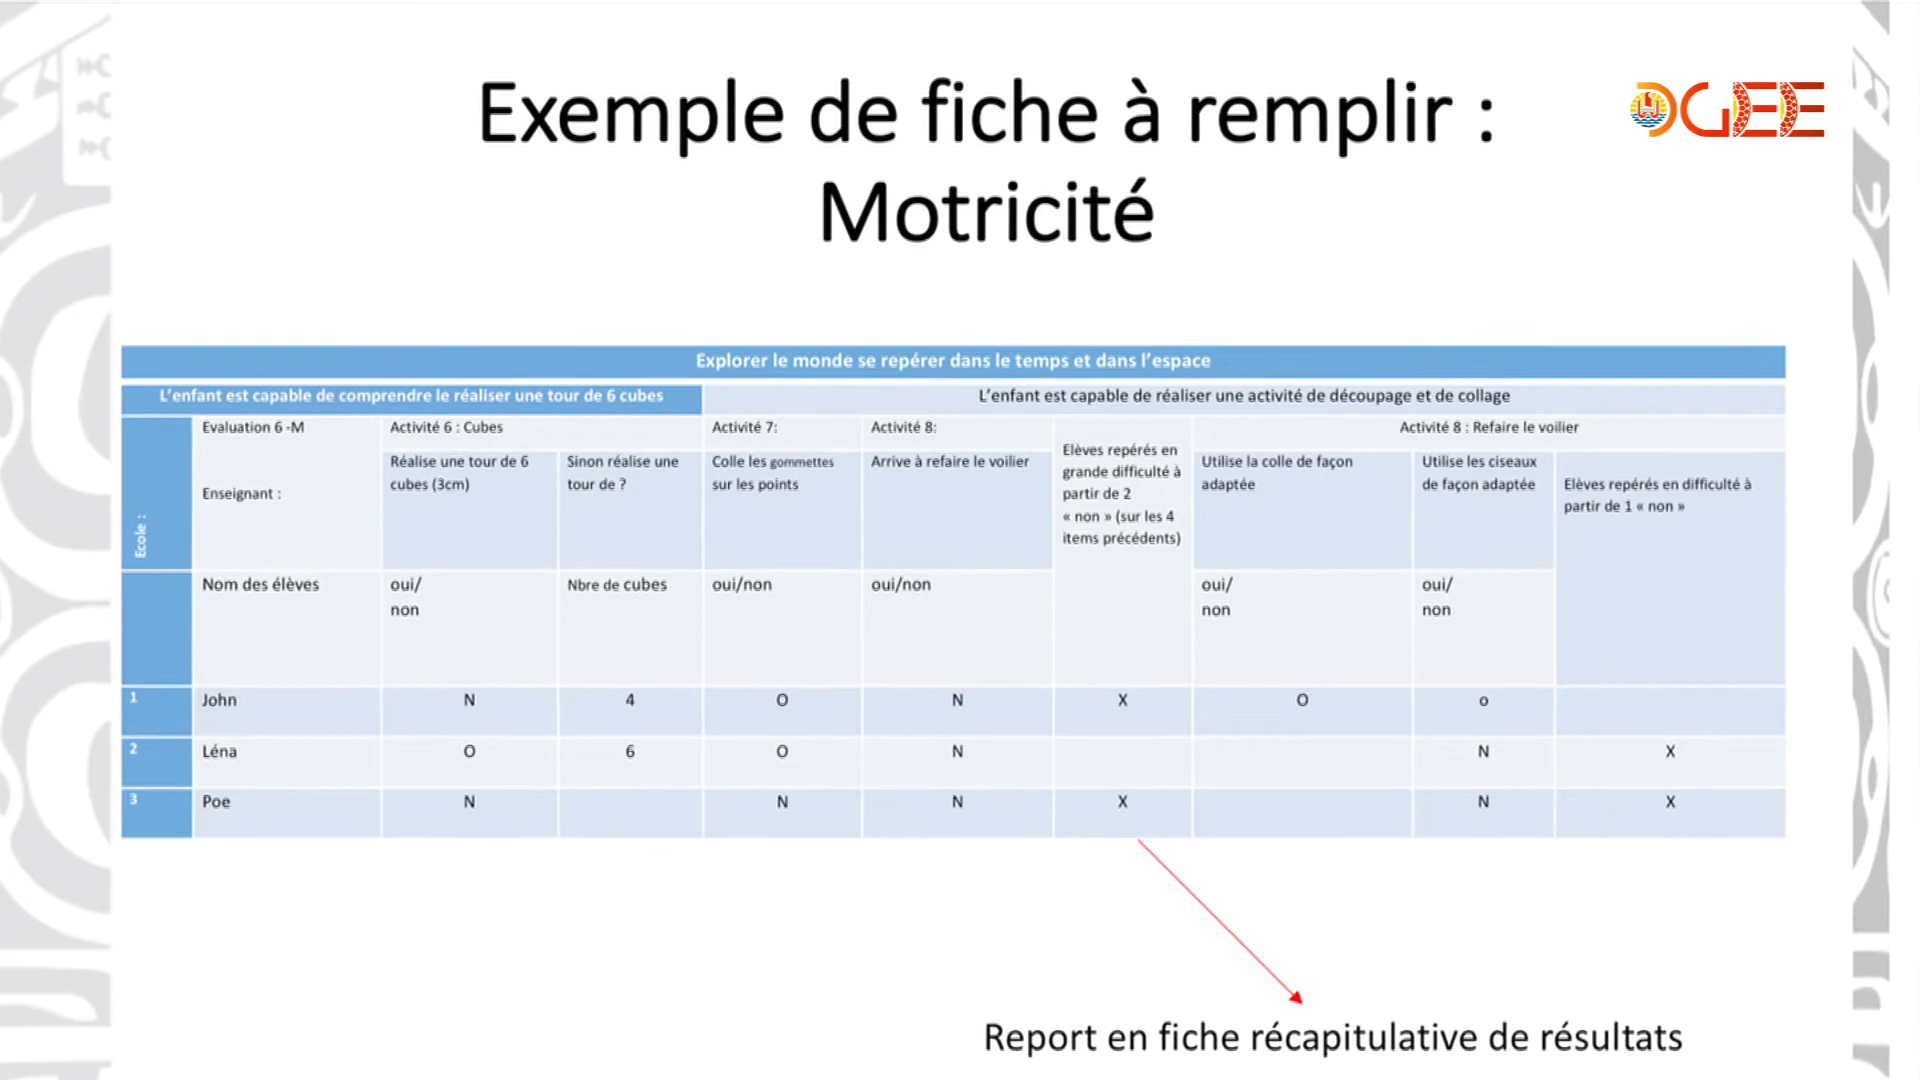 Exemple de fiche à remplir :
Motricité
DGEE
Explorer le monde se repérer dans le temps et dans l’espace
L’enfant est capable de comprendre le réaliser une tour de 6 cubes
L’enfant est capable de réaliser une activité de découpage et de collage
Ecole :
Evaluation 6 -M
Enseignant :
Activité 6 : Cubes
Réalise une tour de 6
cubes (3cm)
Sinon réalise une
tour de ?
Activité 7:
Colle les gommettes
sur les points
Activité 8:
Arrive à refaire le voilier
Elèves repérés en
grande difficulté à
partir de 2
« non » (sur les 4
items précédents)
Activité 8 : Refaire le voilier
Utilise la colle de façon
adaptée
Utilise les ciseaux
de façon adaptée
Elèves repérés en difficulté à
partir de 1 « non »
Nom des élèves
oui/
non
Nbre de cubes
oui/non
oui/non
oui/
non
oui/
non
1 John N 4 O N X O o
2 Léna O 6 O N N X
3 Poe N N N X N X
Report en fiche récapitulative de résultats